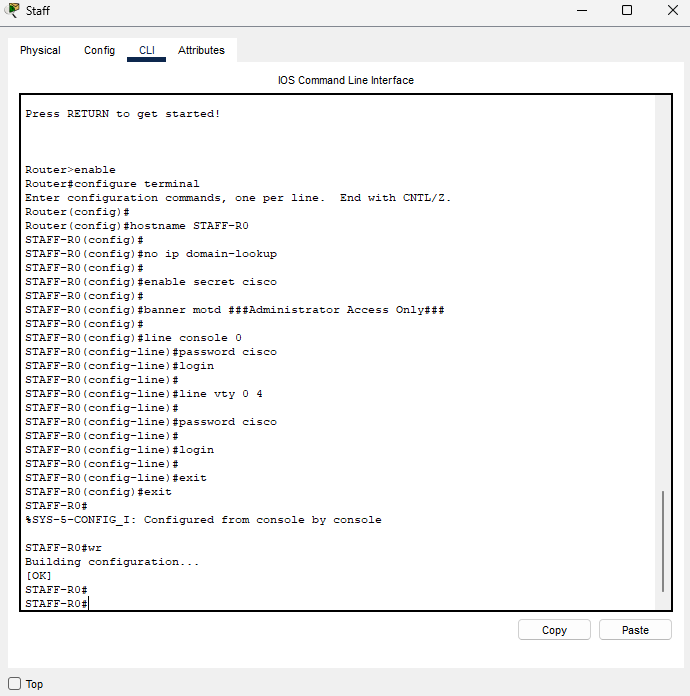 Staff
Physical Config CLI Attributes
IOS Command Line Interface
Press RETURN to get started!
Router>enable
Router#configure terminal
Enter configuration commands, one per line.  End with CNTL/Z.
Router(config)#
Router(config)#hostname STAFF-R0
STAFF-R0(config)#
STAFF-R0(config)#no ip domain-lookup
STAFF-R0(config)#
STAFF-R0(config)#enable secret cisco
STAFF-R0(config)#
STAFF-R0(config)#banner motd ###Administrator Access Only###
STAFF-R0(config)#
STAFF-R0(config)#line console 0
STAFF-R0(config-line)#password cisco
STAFF-R0(config-line)#login
STAFF-R0(config-line)#
STAFF-R0(config-line)#line vty 0 4
STAFF-R0(config-line)#
STAFF-R0(config-line)#password cisco
STAFF-R0(config-line)#
STAFF-R0(config-line)#login
STAFF-R0(config-line)#
STAFF-R0(config-line)#exit
STAFF-R0(config)#exit
STAFF-R0#
%SYS-5-CONFIG_I: Configured from console by console
STAFF-R0#wr
Building configuration...
[OK]
STAFF-R0#
STAFF-R0#
Copy Paste
Top